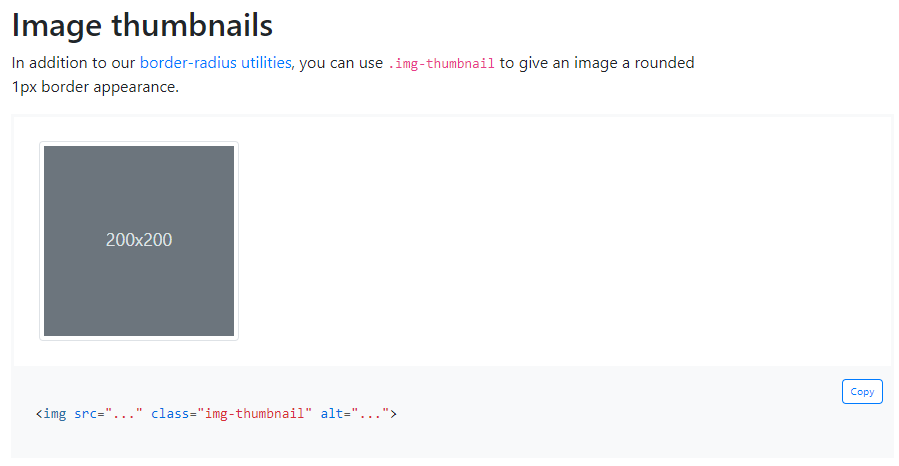 Image thumbnails
In addition to our border-radius utilities, you can use .img-thumbnail to give an image a rounded
1px border appearance.
200x200
Copy
<img src="..." class="img-thumbnail" alt="...">